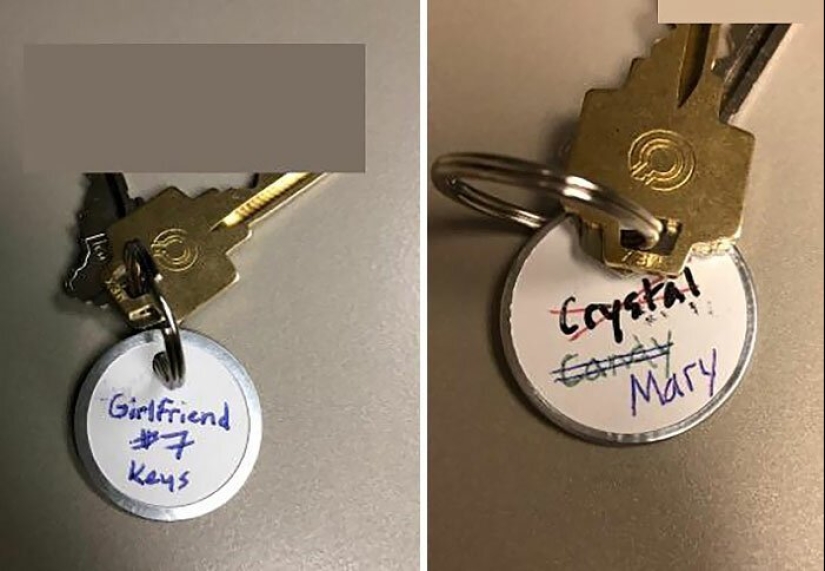 Girlfriend
#7
Keys
Crystal
Candy
Mary